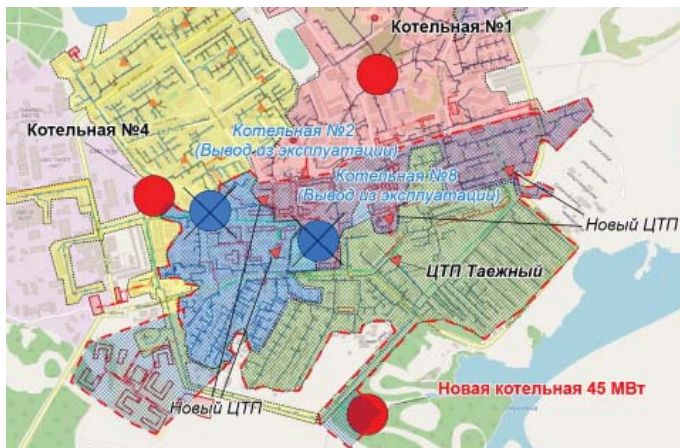 Котельная №1
Котельная №4
Котельная №2
(Вывод из эксплуатации)
Котельная №8
(Вывод из эксплуатации)
Новый ЦТП
ЦТП Таежный
Новая котельная 45 МВт
Новый ЦТП